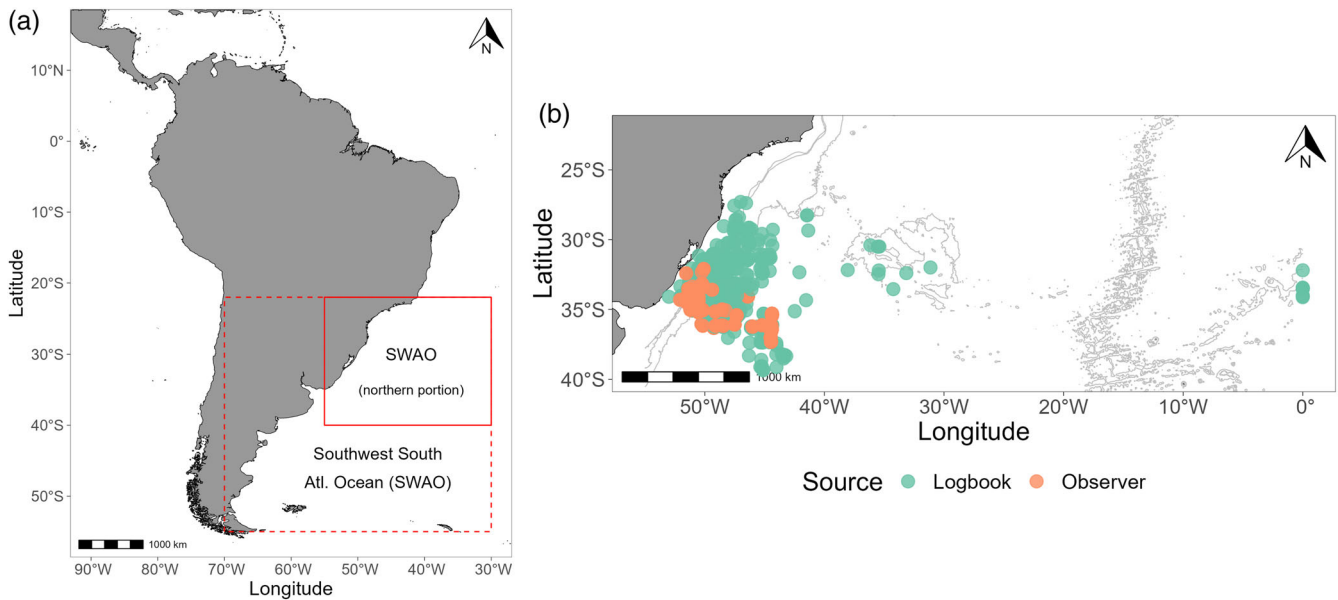 (a)
N
10°N
0°
10°S
20°S
30°S
40°S
50°S
Latitude
SWAO
(northern portion)
Southwest South
Atl. Ocean (SWAO)
1000 km
90°W 80°W 70°W 60°W 50°W 40°W 30°W
Longitude
(b)
N
25°S
30°S
35°S
40°S
Latitude
1000 km
50°W 40°W 30°W 20°W 10°W 0°
Longitude
Source Logbook Observer